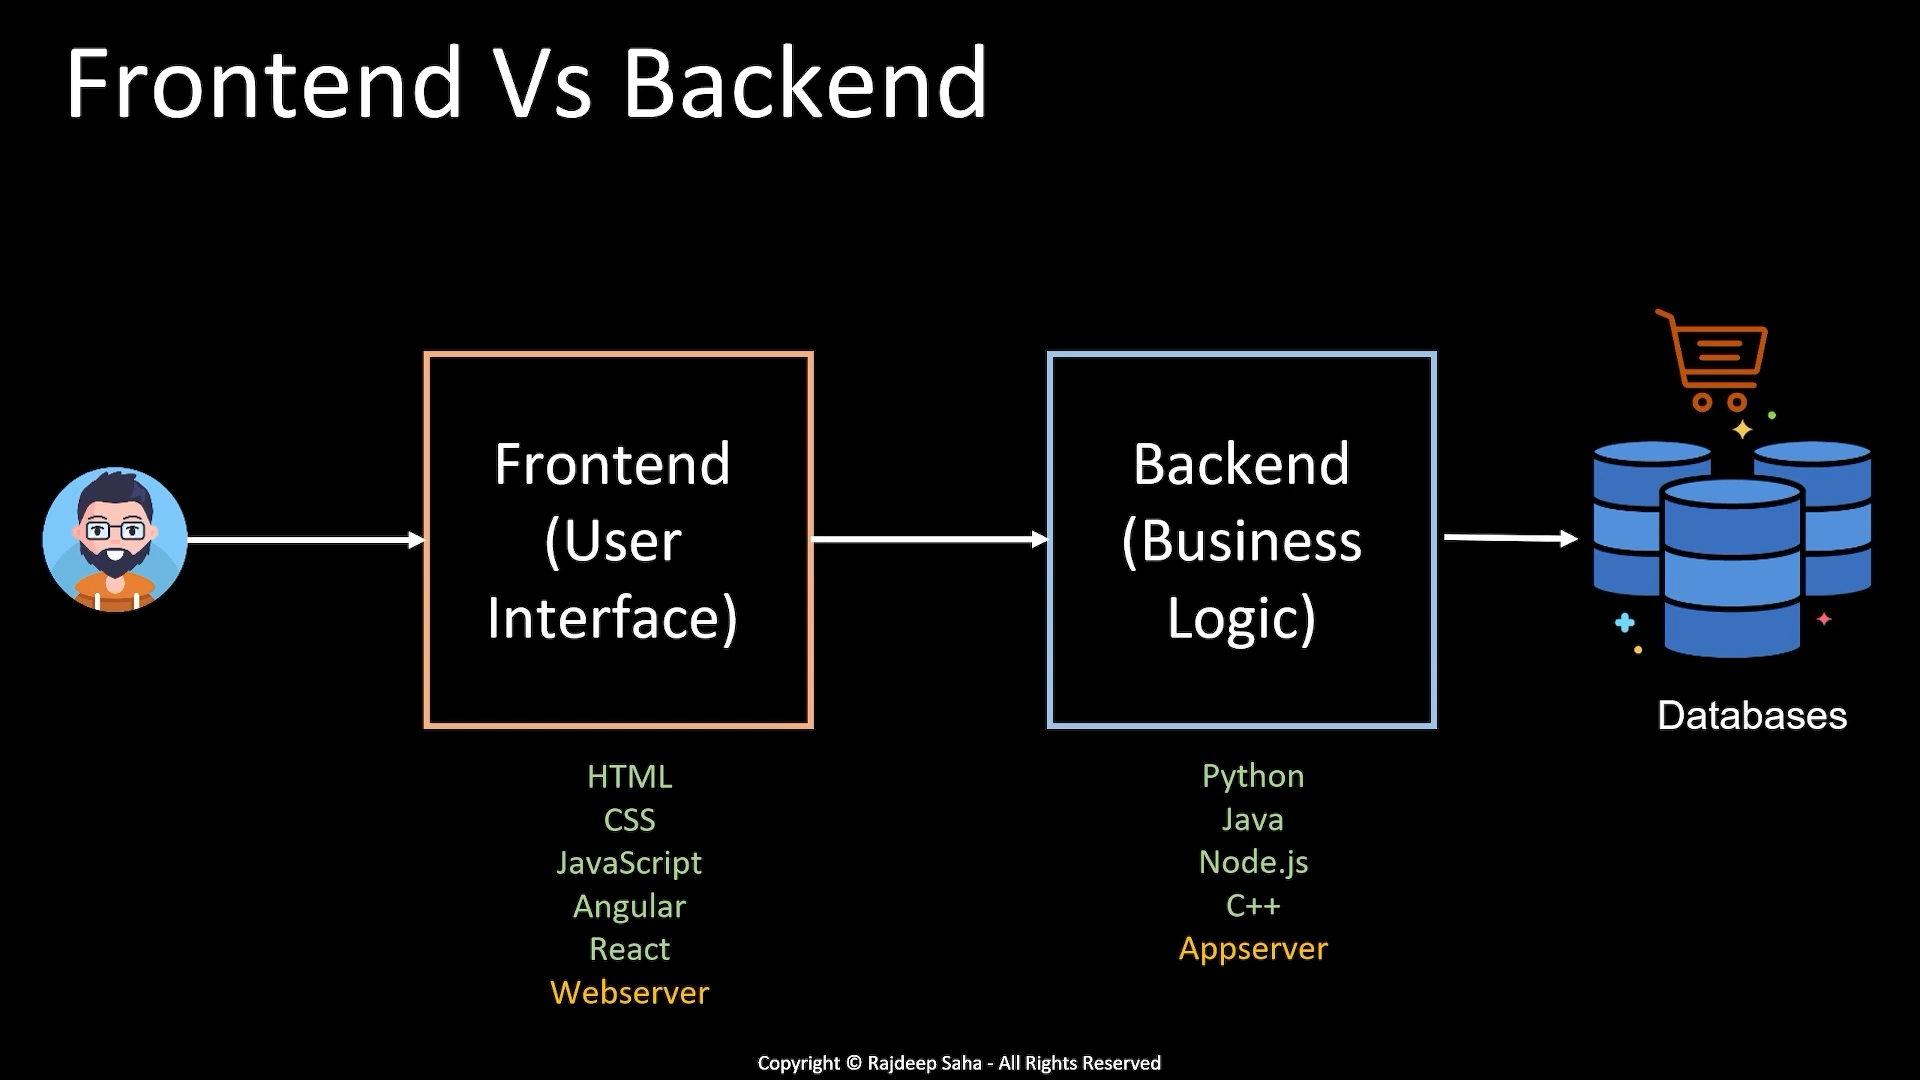 Frontend Vs Backend
Frontend
(User
Interface)
Backend
(Business
Logic)
Databases
HTML
CSS
JavaScript
Angular
React
Webserver
Python
Java
Node.js
C++
Appserver
Copyright © Rajdeep Saha - All Rights Reserved